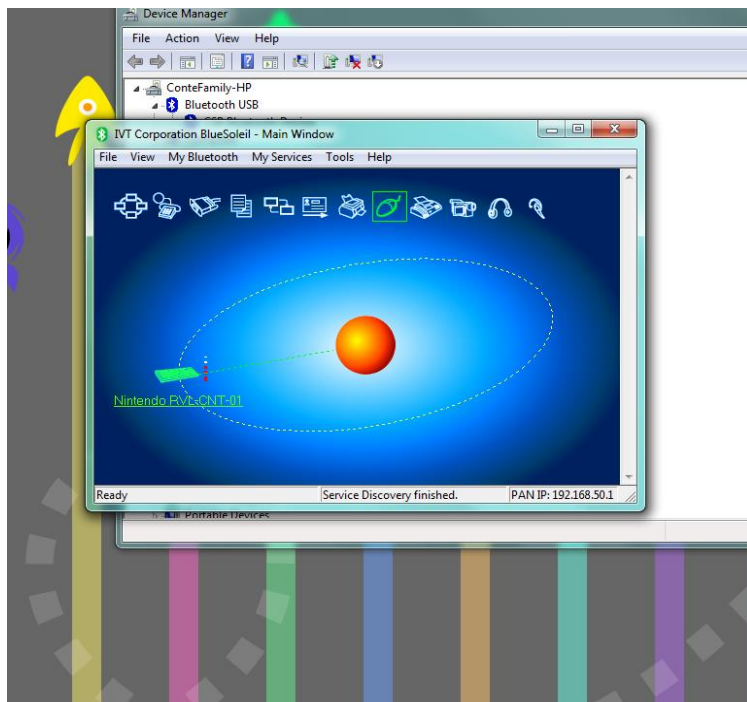 Device Manager
File Action View Help
ConteFamily-HP
Bluetooth USB
IVT Corporation BlueSoleil - Main Window
File View My Bluetooth My Services Tools Help
Nintendo RVL-CNT-01
Ready Service Discovery finished. PAN IP: 192.168.50.1
Portable Devices